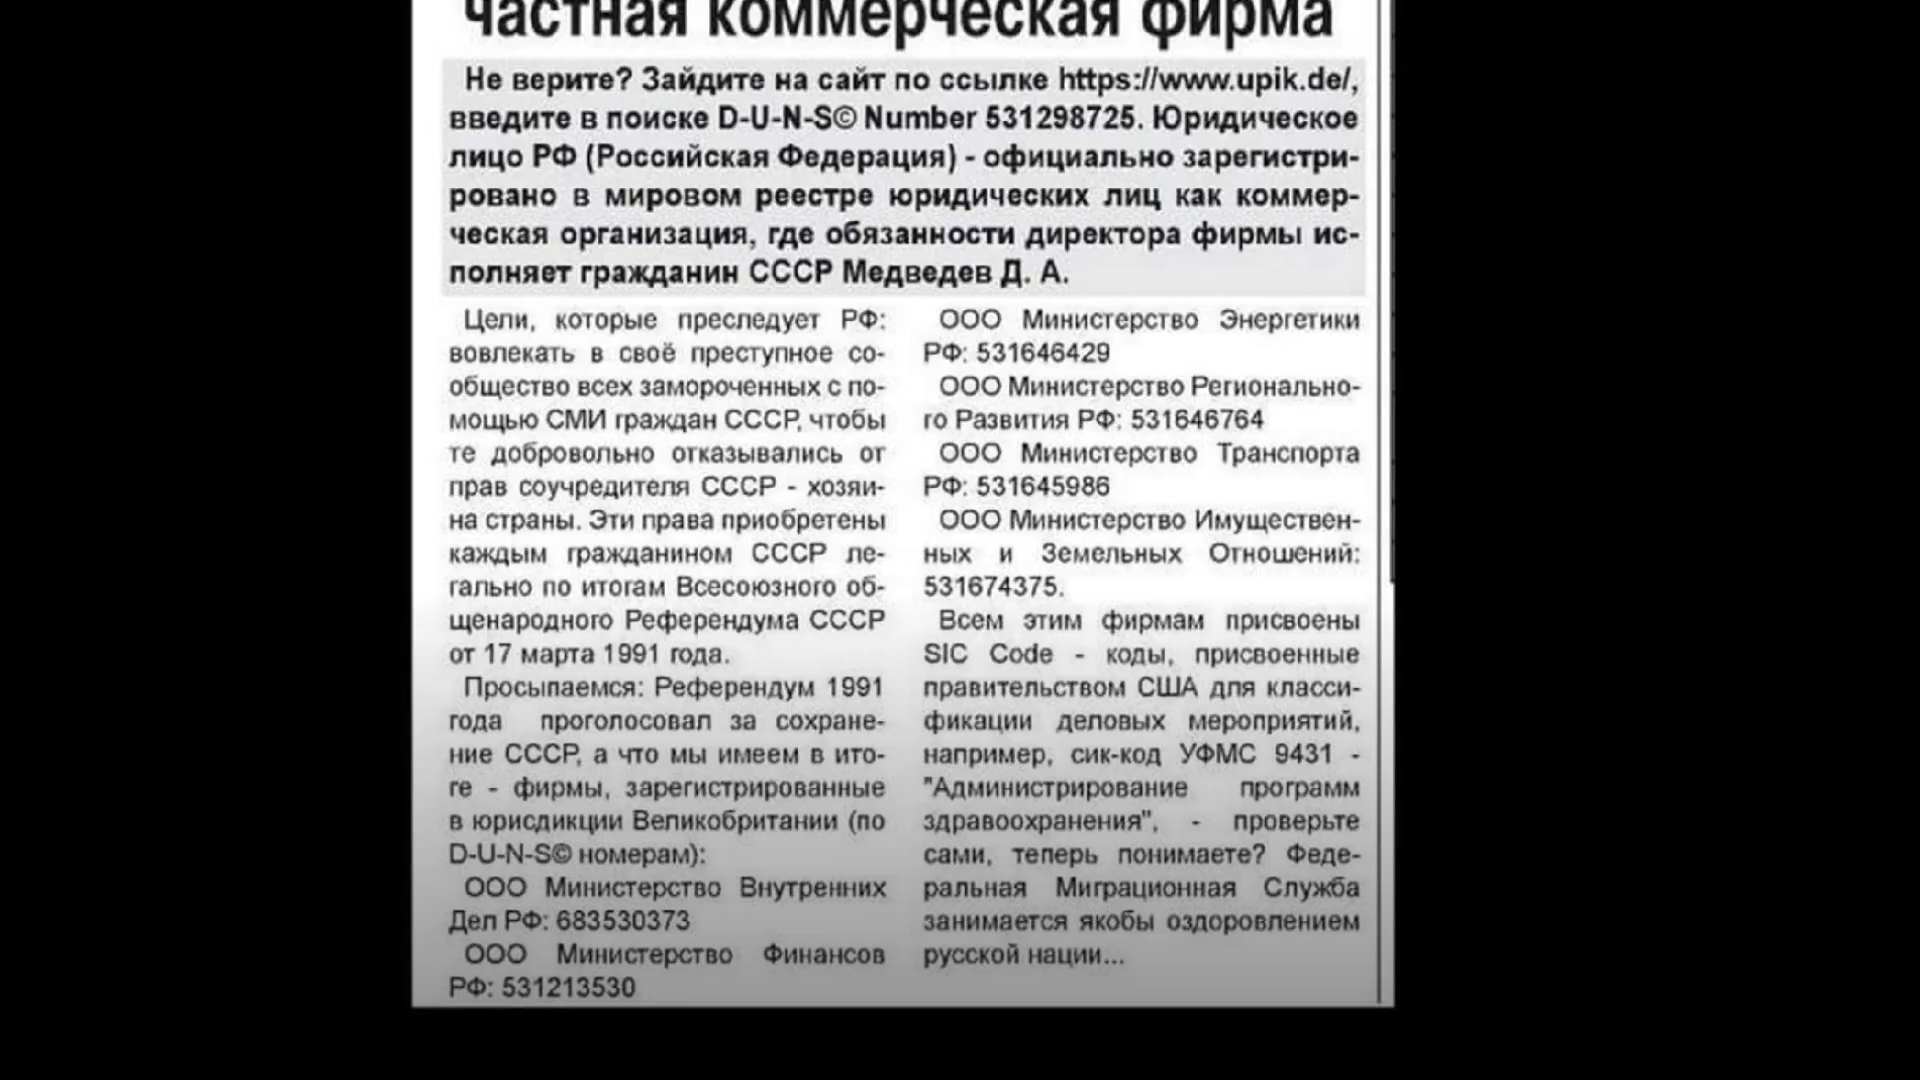 частная коммерческая фирма
Не верите? Зайдите на сайт по ссылке https://www.upik.de/,
введите в поиске D-U-N-S© Number 531298725. Юридическое
лицо РФ (Российская Федерация) - официально зарегистри-
ровано в мировом реестре юридических лиц как коммер-
ческая организация, где обязанности директора фирмы ис-
полняет гражданин СССР Медведев Д. А.
Цели, которые преследует РФ:
вовлекать в своё преступное со-
общество всех замороченных с по-
мощью СМИ граждан СССР, чтобы
те добровольно отказывались от
прав соучредителя СССР - хозяи-
на страны. Эти права приобретены
каждым гражданином СССР ле-
гально по итогам Всесоюзного об-
щенародного Референдума СССР
от 17 марта 1991 года.
Просыпаемся: Референдум 1991
года проголосовал за сохране-
ние СССР, а что мы имеем в ито-
ге - фирмы, зарегистрированные
в юрисдикции Великобритании (по
D-U-N-S© номерам):
ООО Министерство Внутренних
Дел РФ: 683530373
ООО Министерство Финансов
РФ: 531213530
ООО Министерство Энергетики
РФ: 531646429
ООО Министерство Регионально-
го Развития РФ: 531646764
ООО Министерство Транспорта
РФ: 531645986
ООО Министерство Имуществен-
ных и Земельных Отношений:
531674375.
Всем этим фирмам присвоены
SIC Code - коды, присвоенные
правительством США для класси-
фикации деловых мероприятий,
например, сик-код УФМС 9431 -
"Администрирование программ
здравоохранения", - проверьте
сами, теперь понимаете? Феде-
ральная Миграционная Служба
занимается якобы оздоровлением
русской нации...